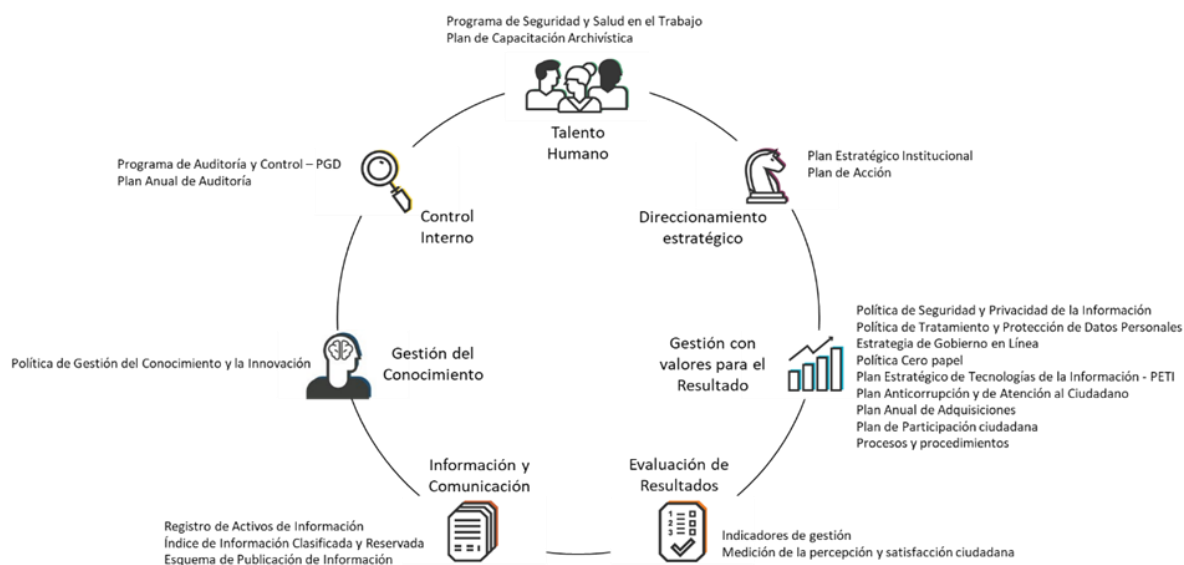 Programa de Seguridad y Salud en el Trabajo
Plan de Capacitación Archivística
Talento
Humano
Plan Estratégico Institucional
Plan de Acción
Direccionamiento
estratégico
Política de Seguridad y Privacidad de la Información
Política de Tratamiento y Protección de Datos Personales
Estrategia de Gobierno en Línea
Política Cero papel
Plan Estratégico de Tecnologías de la Información - PETI
Plan Anticorrupción y de Atención al Ciudadano
Plan Anual de Adquisiciones
Plan de Participación ciudadana
Procesos y procedimientos
Gestión con
valores para el
Resultado
Evaluación de
Resultados
1
2
3
Indicadores de gestión
Medición de la percepción y satisfacción ciudadana
Información y
Comunicación
Registro de Activos de Información
Índice de Información Clasificada y Reservada
Esquema de Publicación de Información
Gestión del
Conocimiento
Política de Gestión del Conocimiento y la Innovación
Control
Interno
Programa de Auditoría y Control – PGD
Plan Anual de Auditoría